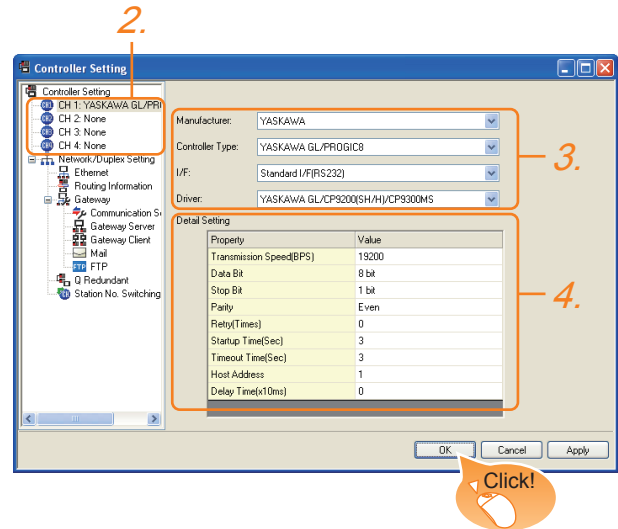 2.
Controller Setting
Controller Setting
CH 1: YASKAWA GL/PRO
CH 2: None
CH 3: None
CH 4: None
Network/Duplex Setting
Ethernet
Routing Information
Gateway
Communication S
Gateway Server
Gateway Client
Mail
FTP FTP
Q Redundant
Station No. Switching
Manufacturer: YASKAWA
Controller Type: YASKAWA GL/PROGIC8
I/F: Standard I/F(RS232)
Driver: YASKAWA GL/CP9200(SH/H)/CP9300MS
3.
Detail Setting
Property Value
Transmission Speed(BPS) 19200
Data Bit 8 bit
Stop Bit 1 bit
Parity Even
Retry(Times) 0
Startup Time(Sec) 3
Timeout Time(Sec) 3
Host Address 1
Delay Time(x10ms) 0
4.
OK Cancel Apply
Click!